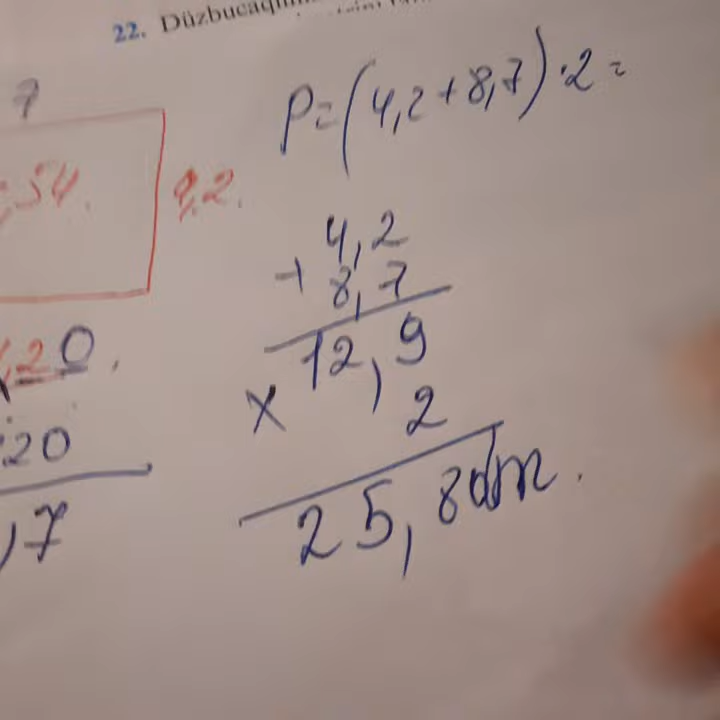 22. Düzbucaqlının
7
P=(4,2+8,7)·2=
,54.
4,2.
4,2
+ 8,7
12,9
x 2
25,8dm.
,20.
20
,7